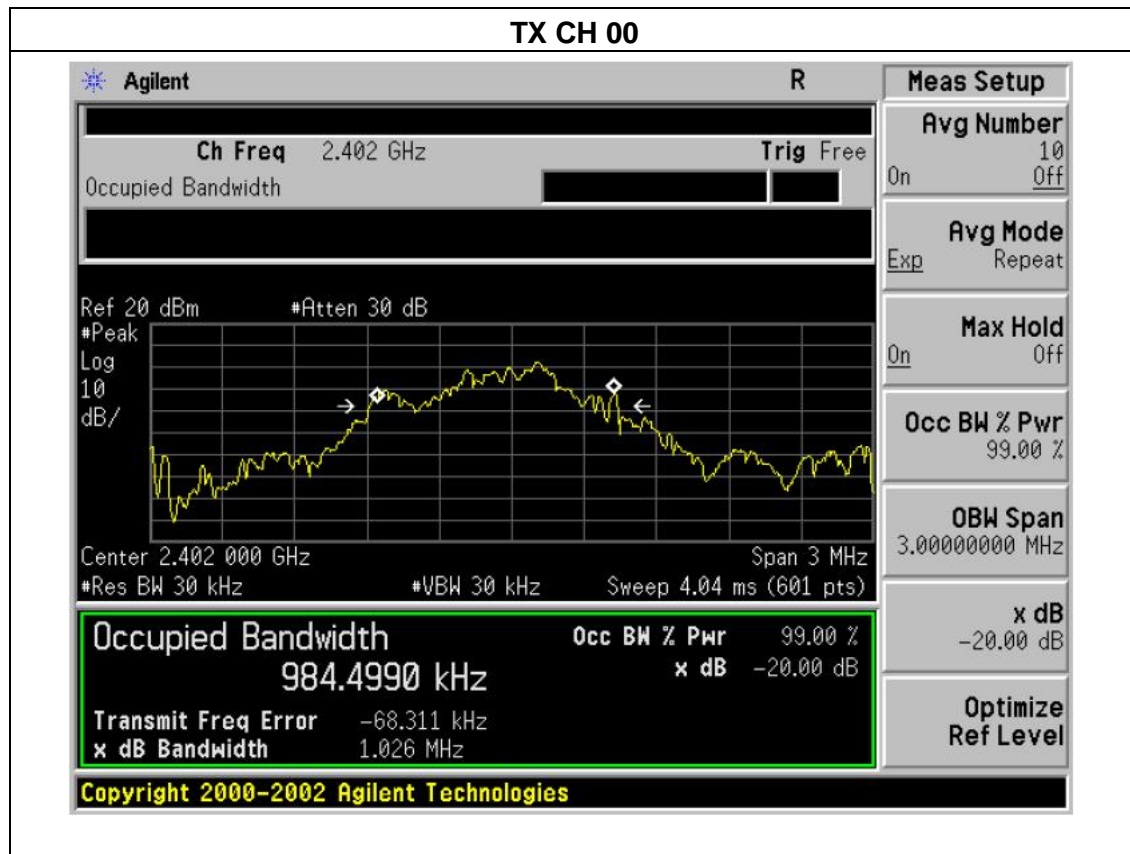 TX CH 00
Agilent R
Ch Freq 2.402 GHz Trig Free
Occupied Bandwidth
Ref 20 dBm #Atten 30 dB
#Peak
Log
10
dB/
Center 2.402 000 GHz Span 3 MHz
#Res BW 30 kHz #VBW 30 kHz Sweep 4.04 ms (601 pts)
Occupied Bandwidth Occ BW % Pwr 99.00 %
984.4990 kHz x dB -20.00 dB
Transmit Freq Error -68.311 kHz
x dB Bandwidth 1.026 MHz
Copyright 2000-2002 Agilent Technologies
Meas Setup
Avg Number
10
On Off
Avg Mode
Exp Repeat
Max Hold
On Off
Occ BW % Pwr
99.00 %
OBW Span
3.00000000 MHz
x dB
-20.00 dB
Optimize
Ref Level